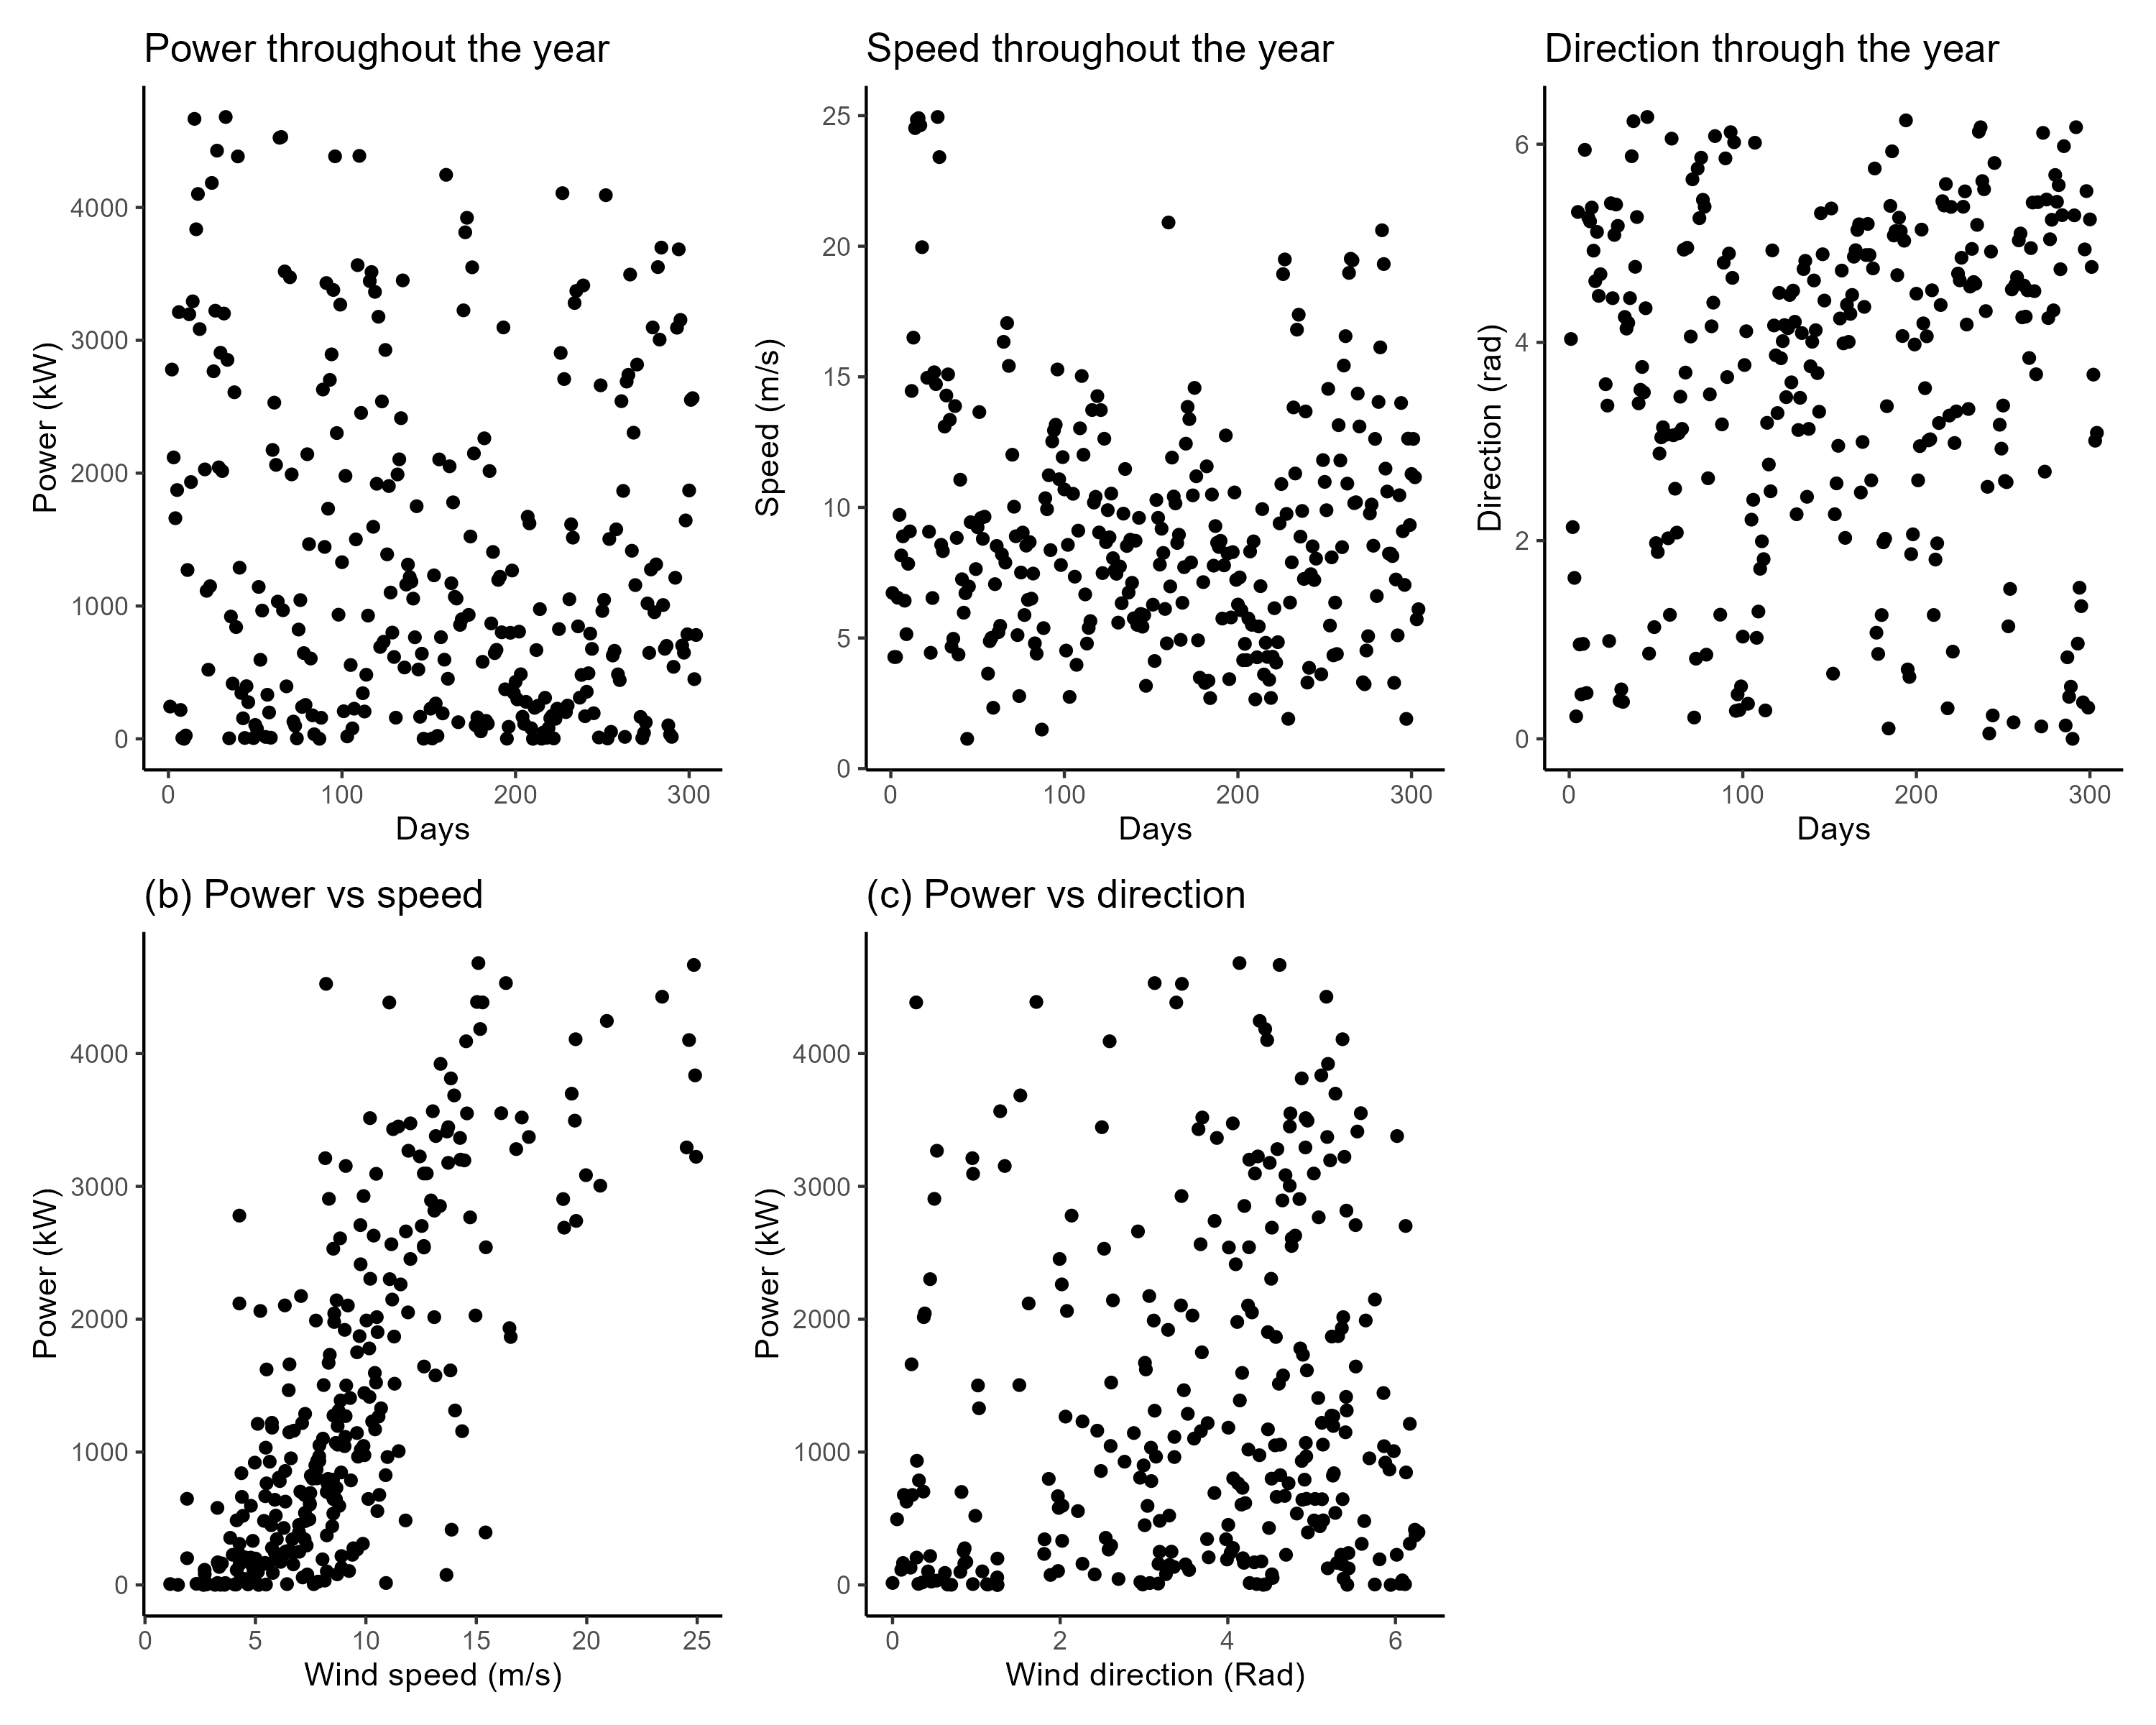 Power throughout the year
Speed throughout the year
Direction through the year
Power (kW)
4000
3000
2000
1000
0
0 100 200 300
Days
Speed (m/s)
25
20
15
10
5
0
0 100 200 300
Days
Direction (rad)
6
4
2
0
0 100 200 300
Days
(b) Power vs speed
(c) Power vs direction
Power (kW)
4000
3000
2000
1000
0
0 5 10 15 20 25
Wind speed (m/s)
Power (kW)
4000
3000
2000
1000
0
0 2 4 6
Wind direction (Rad)